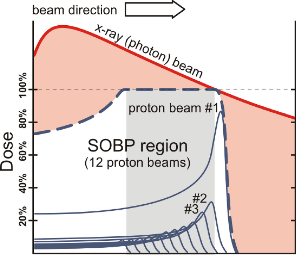 beam direction
x-ray (photon) beam
100%
proton beam #1
80%
SOBP region
(12 proton beams)
60%
Dose
40%
#2
#3
20%